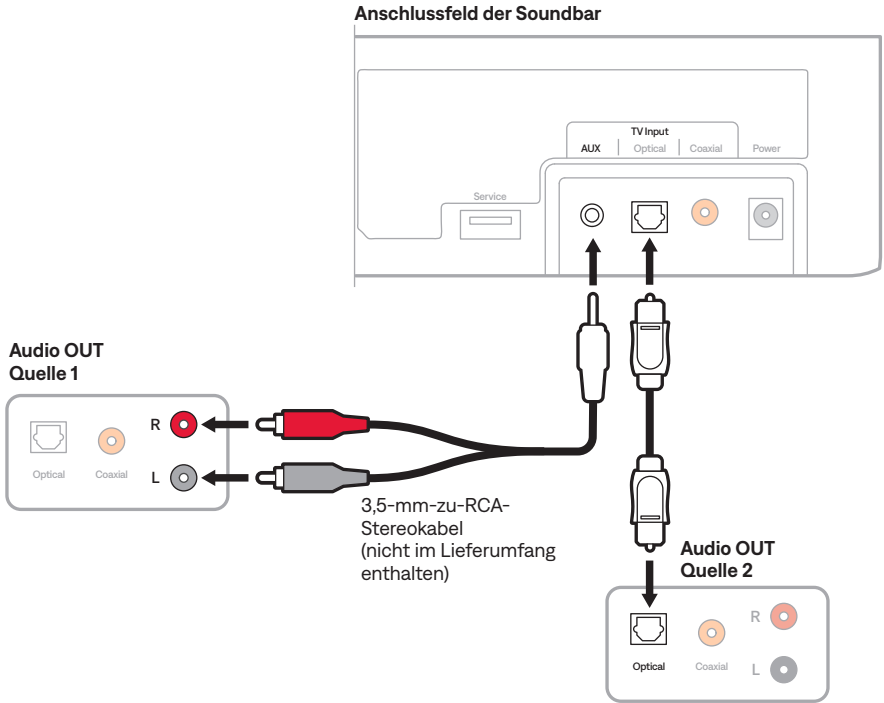 Anschlussfeld der Soundbar
TV Input
AUX Optical Coaxial Power
Service
Audio OUT
Quelle 1
R
L
Optical Coaxial
3,5-mm-zu-RCA-
Stereokabel
(nicht im Lieferumfang
enthalten)
Audio OUT
Quelle 2
R
L
Optical Coaxial